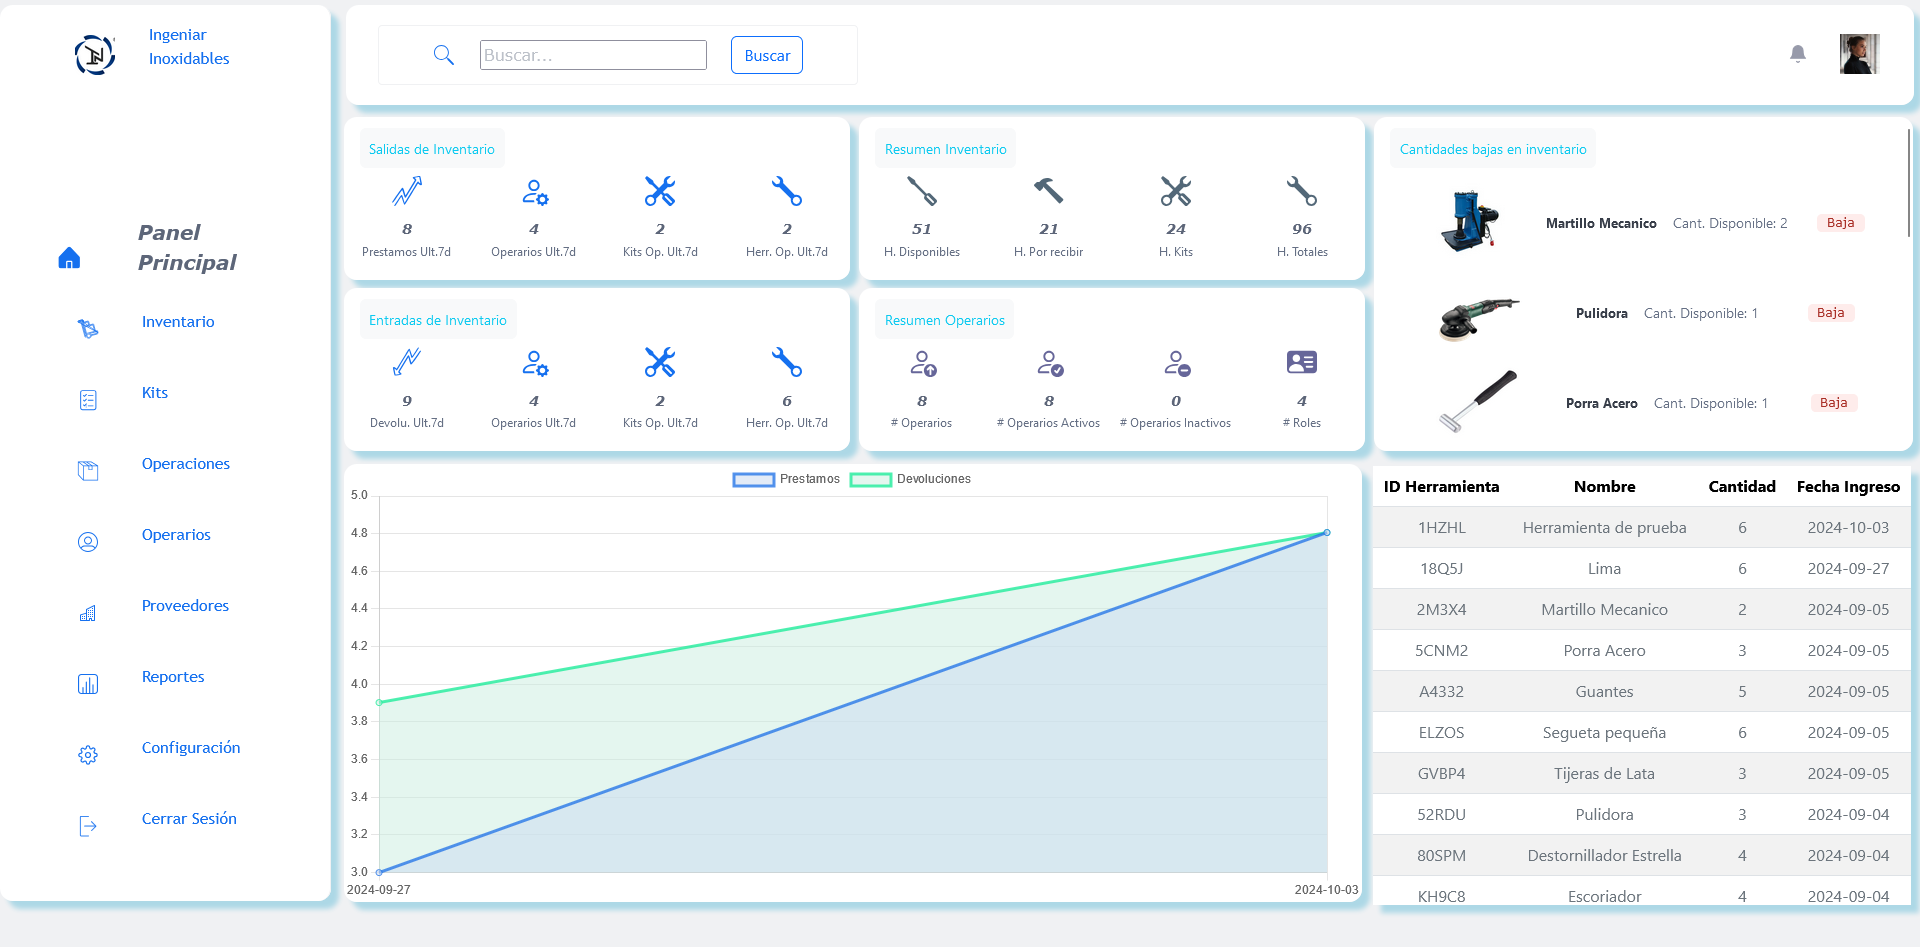 Ingeniar
Inoxidables
Panel
Principal
Inventario
Kits
Operaciones
Operarios
Proveedores
Reportes
Configuración
Cerrar Sesión
Buscar...
Buscar
Salidas de Inventario
8
4
2
2
Prestamos Ult.7d
Operarios Ult.7d
Kits Op. Ult.7d
Herr. Op. Ult.7d
Resumen Inventario
51
21
24
96
H. Disponibles
H. Por recibir
H. Kits
H. Totales
Cantidades bajas en inventario
Martillo Mecanico Cant. Disponible: 2 Baja
Pulidora Cant. Disponible: 1 Baja
Porra Acero Cant. Disponible: 1 Baja
Entradas de Inventario
9
4
2
6
Devolu. Ult.7d
Operarios Ult.7d
Kits Op. Ult.7d
Herr. Op. Ult.7d
Resumen Operarios
8
8
0
4
# Operarios
# Operarios Activos
# Operarios Inactivos
# Roles
Prestamos Devoluciones
5.0
4.8
4.6
4.4
4.2
4.0
3.8
3.6
3.4
3.2
3.0
2024-09-27 2024-10-03
ID Herramienta Nombre Cantidad Fecha Ingreso
1HZHL Herramienta de prueba 6 2024-10-03
18Q5J Lima 6 2024-09-27
2M3X4 Martillo Mecanico 2 2024-09-05
5CNM2 Porra Acero 3 2024-09-05
A4332 Guantes 5 2024-09-05
ELZOS Segueta pequeña 6 2024-09-05
GVBP4 Tijeras de Lata 3 2024-09-05
52RDU Pulidora 3 2024-09-04
80SPM Destornillador Estrella 4 2024-09-04
KH9C8 Escoriador 4 2024-09-04